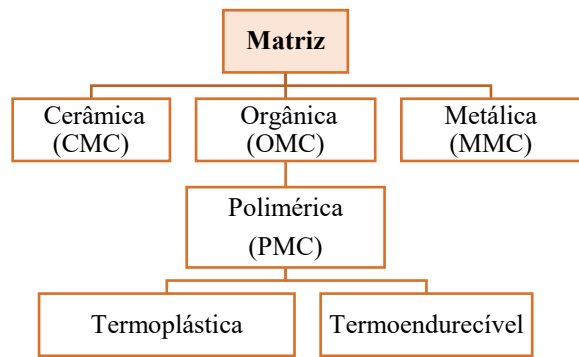 Matriz
Cerâmica
(CMC)
Orgânica
(OMC)
Metálica
(MMC)
Polimérica
(PMC)
Termoplástica
Termoendurecível